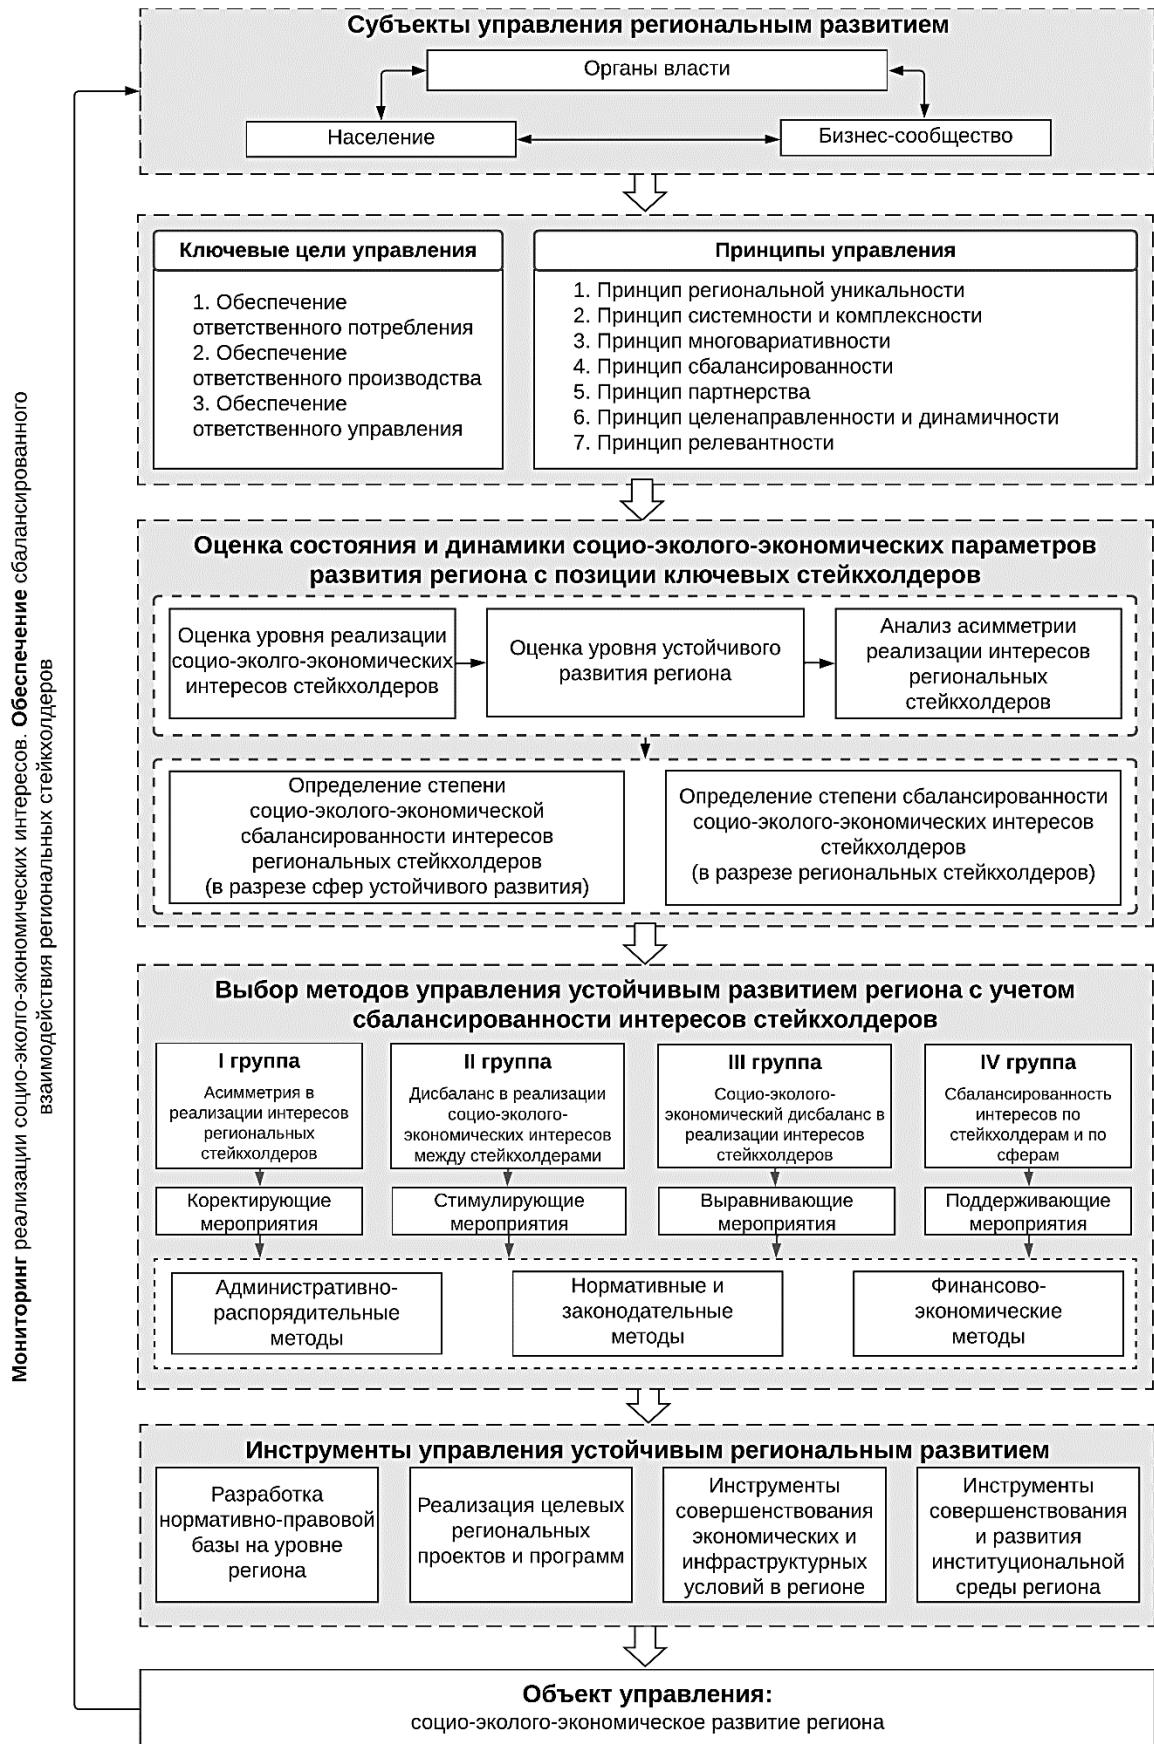 Субъекты управления региональным развитием
Органы власти
Население
Бизнес-сообщество
Ключевые цели управления
1. Обеспечение
ответственного потребления
2. Обеспечение
ответственного производства
3. Обеспечение
ответственного управления
Принципы управления
1. Принцип региональной уникальности
2. Принцип системности и комплексности
3. Принцип многовариативности
4. Принцип сбалансированности
5. Принцип партнерства
6. Принцип целенаправленности и динамичности
7. Принцип релевантности
Оценка состояния и динамики социо-эколого-экономических параметров
развития региона с позиции ключевых стейкхолдеров
Оценка уровня реализации
социо-эколго-экономических
интересов стейкхолдеров
Оценка уровня устойчивого
развития региона
Анализ асимметрии
реализации интересов
региональных
стейкхолдеров
Определение степени
социо-эколого-экономической
сбалансированности интересов
региональных стейкхолдеров
(в разрезе сфер устойчивого развития)
Определение степени сбалансированности
социо-эколого-экономических интересов
стейкхолдеров
(в разрезе региональных стейкхолдеров)
Выбор методов управления устойчивым развитием региона с учетом
сбалансированности интересов стейкхолдеров
I группа
Асимметрия в
реализации интересов
региональных
стейкхолдеров
II группа
Дисбаланс в реализации
социо-эколого-
экономических интересов
между стейкхолдерами
III группа
Социо-эколого-
экономический дисбаланс в
реализации интересов
стейкхолдеров
IV группа
Сбалансированность
интересов по
стейкхолдерам и по
сферам
Коректирующие
мероприятия
Стимулирующие
мероприятия
Выравнивающие
мероприятия
Поддерживающие
мероприятия
Административно-
распорядительные
методы
Нормативные и
законодательные
методы
Финансово-
экономические
методы
Инструменты управления устойчивым региональным развитием
Разработка
нормативно-правовой
базы на уровне
региона
Реализация целевых
региональных
проектов и программ
Инструменты
совершенствования
экономических и
инфраструктурных
условий в регионе
Инструменты
совершенствования
и развития
институциональной
среды региона
Объект управления:
социо-эколого-экономическое развитие региона
Мониторинг реализации социо-эколго-экономических интересов. Обеспечение сбалансированного
взаимодействия региональных стейкхолдеров